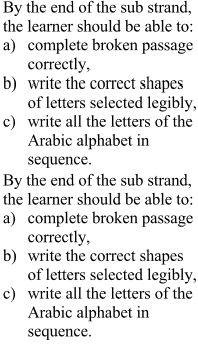 By the end of the sub strand,
the learner should be able to:
a) complete broken passage
correctly,
b) write the correct shapes
of letters selected legibly,
c) write all the letters of the
Arabic alphabet in
sequence.
By the end of the sub strand,
the learner should be able to:
a) complete broken passage
correctly,
b) write the correct shapes
of letters selected legibly,
c) write all the letters of the
Arabic alphabet in
sequence.